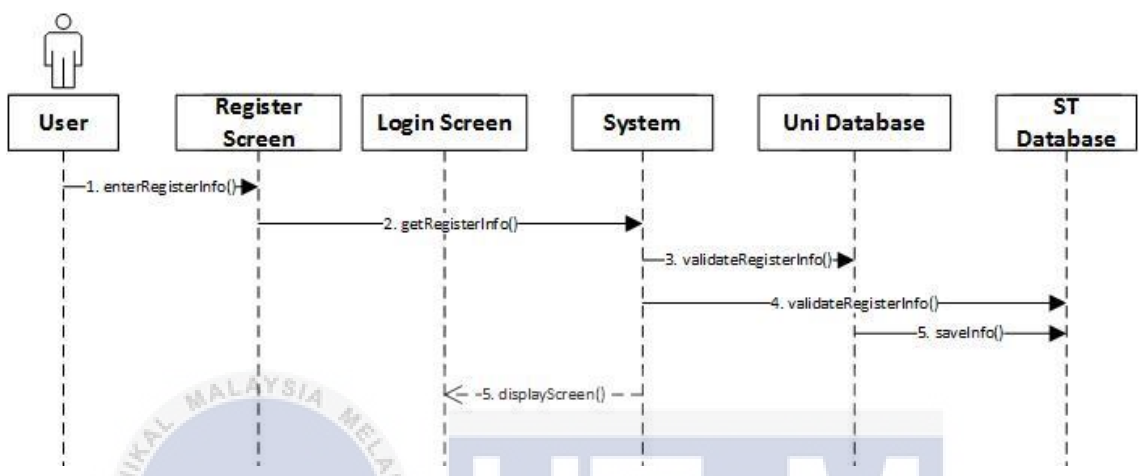 User
Register
Screen
Login Screen
System
Uni Database
ST
Database
1. enterRegisterInfo()
2. getRegisterInfo()
3. validateRegisterInfo()
4. validateRegisterInfo()
5. saveInfo()
5. displayScreen()